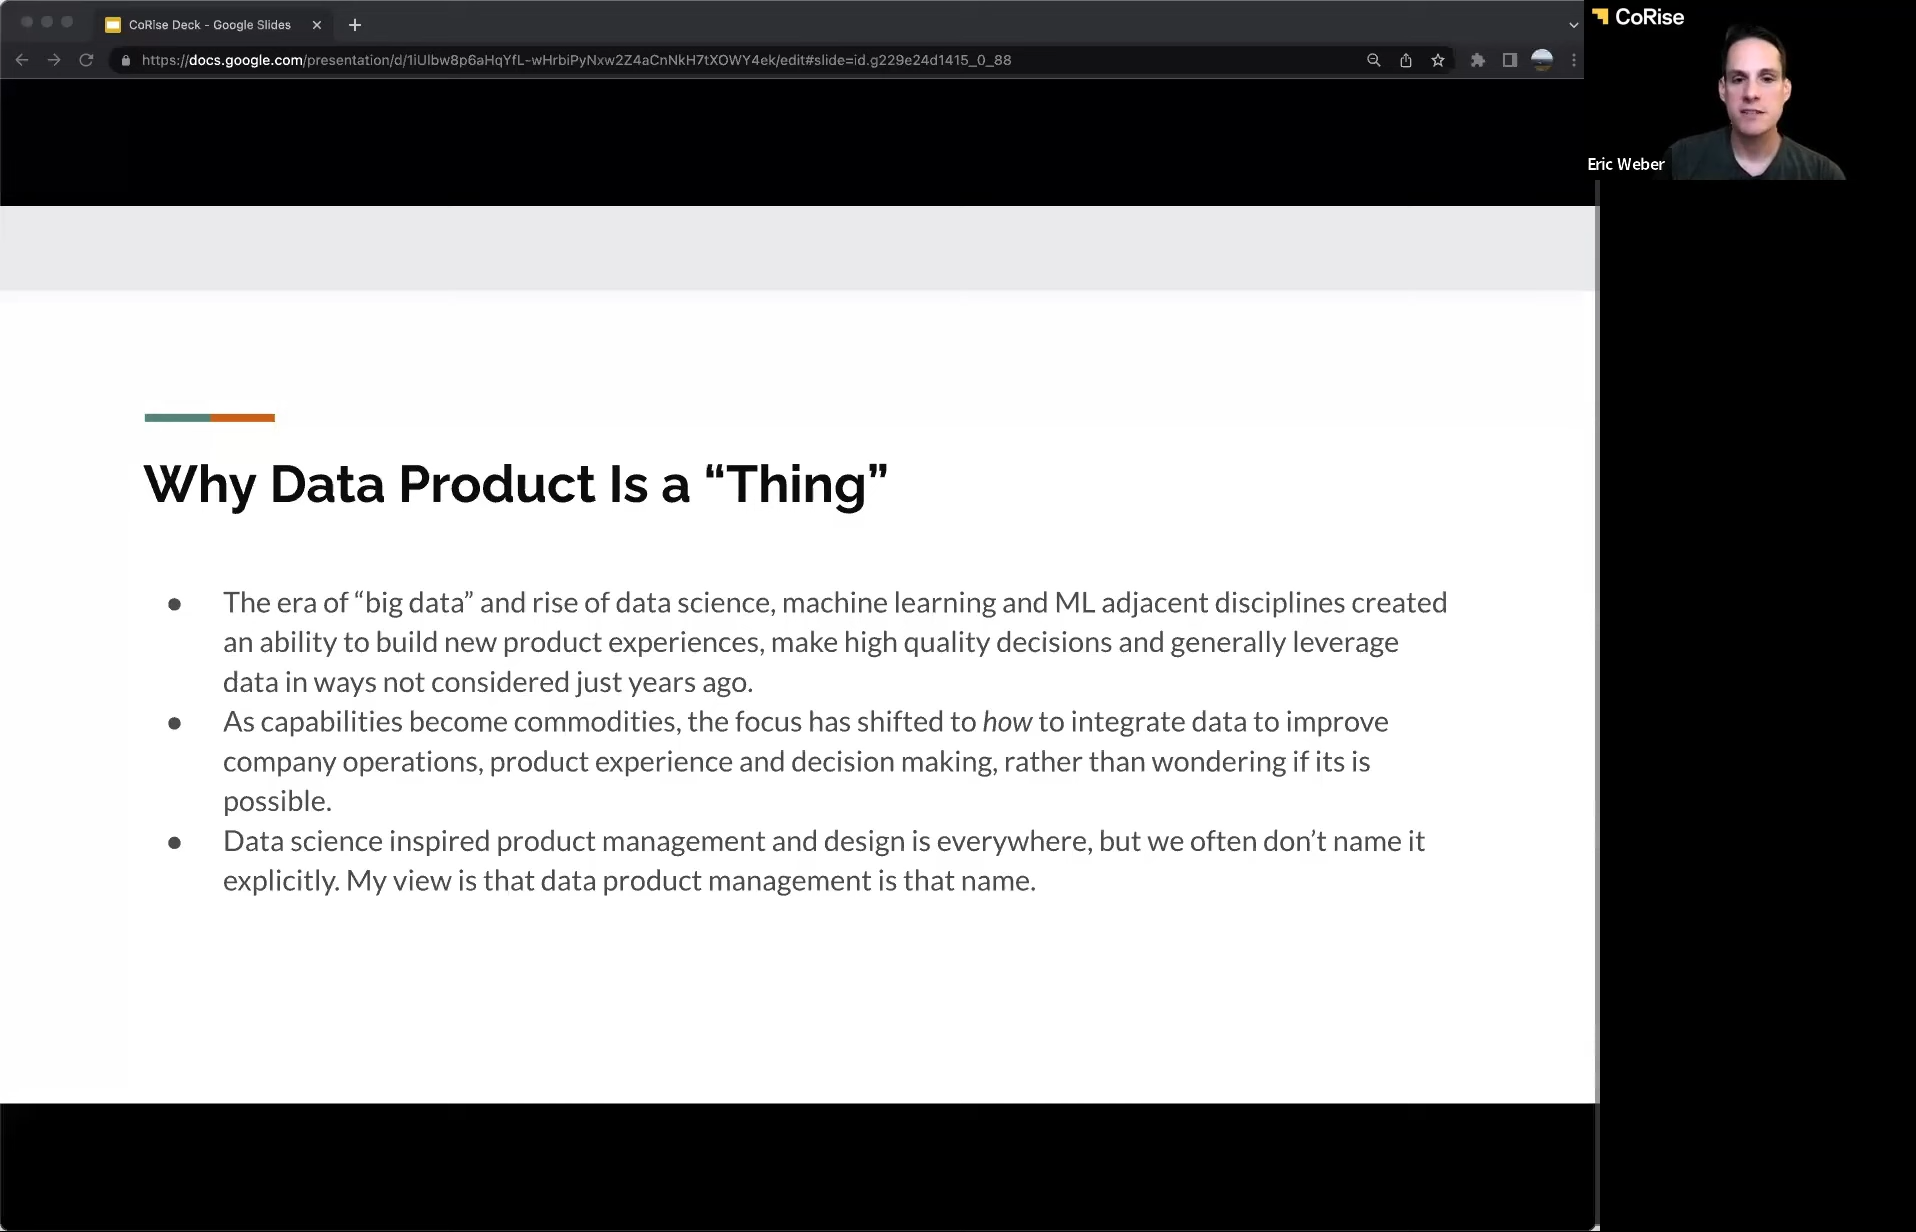 CoRise Deck - Google Slides
https://docs.google.com/presentation/d/1iUlbw8p6aHqYfL-wHrbiPyNxw2Z4aCnNkH7tXOWY4ek/edit#slide=id.g229e24d1415_0_88
CoRise
Eric Weber
Why Data Product Is a “Thing”
● The era of “big data” and rise of data science, machine learning and ML adjacent disciplines created
an ability to build new product experiences, make high quality decisions and generally leverage
data in ways not considered just years ago.
● As capabilities become commodities, the focus has shifted to how to integrate data to improve
company operations, product experience and decision making, rather than wondering if its is
possible.
● Data science inspired product management and design is everywhere, but we often don’t name it
explicitly. My view is that data product management is that name.